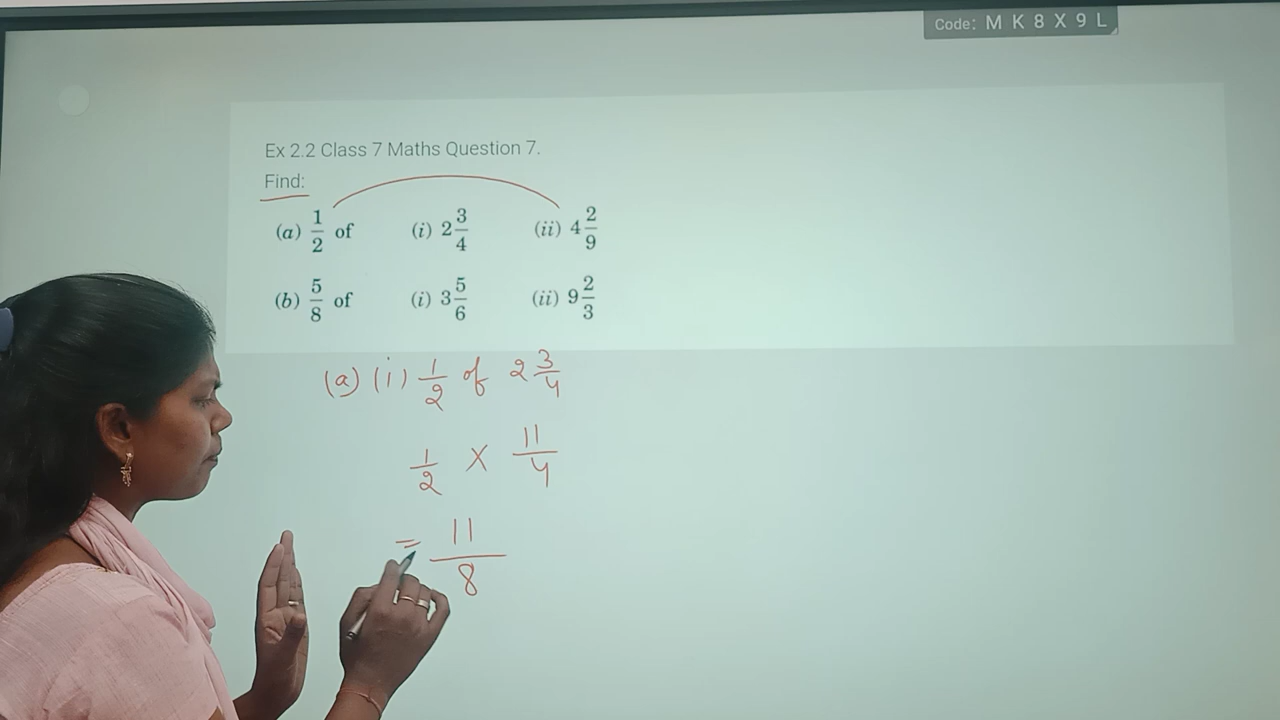 Code: M K 8 X 9 L
Ex 2.2 Class 7 Maths Question 7.
Find:
(a) 1/2 of (i) 2 3/4 (ii) 4 2/9
(b) 5/8 of (i) 3 5/6 (ii) 9 2/3
(a) (i) 1/2 of 2 3/4
1/2 X 11/4
= 11/8